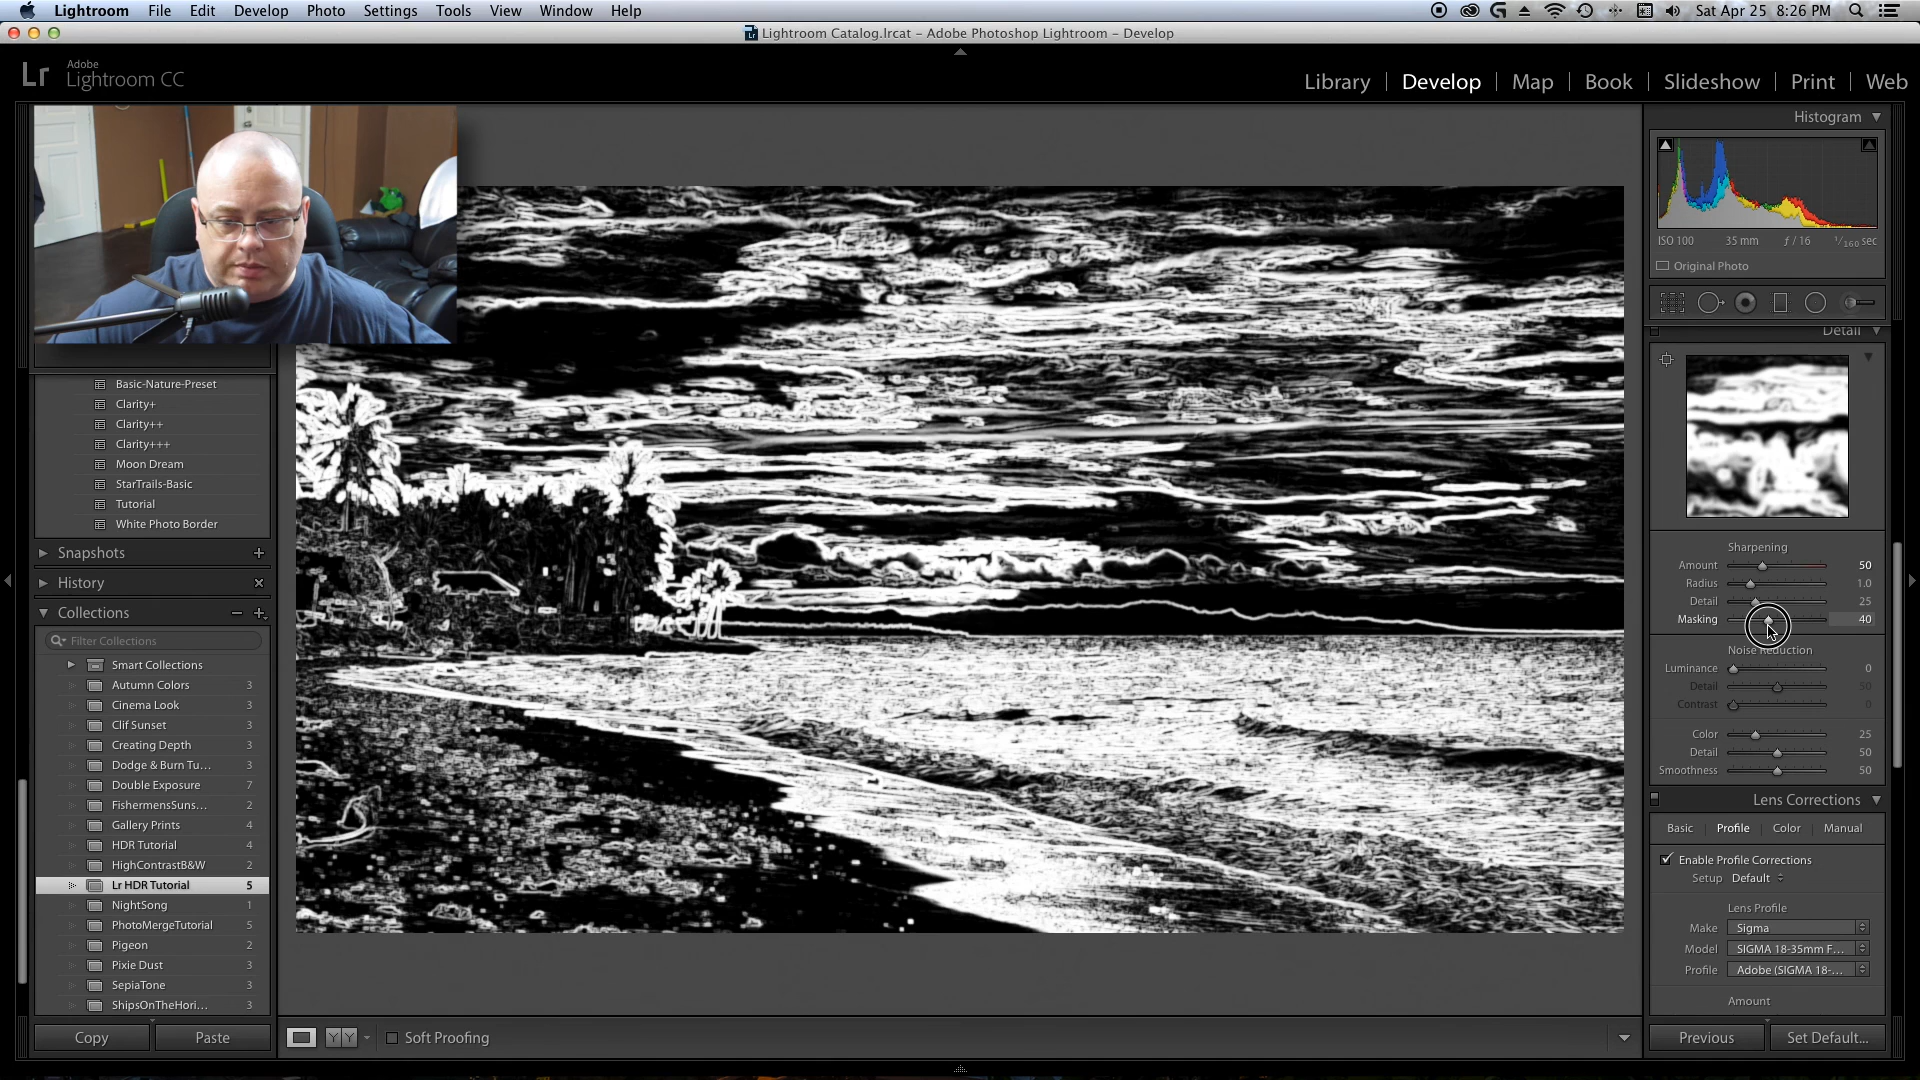 Lightroom File Edit Develop Photo Settings Tools View Window Help Sat Apr 25 8:26 PM
Lightroom Catalog.lrcat – Adobe Photoshop Lightroom – Develop
Lr Adobe
Lightroom CC
Library | Develop | Map | Book | Slideshow | Print | Web
Basic-Nature-Preset
Clarity+
Clarity++
Clarity+++
Moon Dream
StarTrails-Basic
Tutorial
White Photo Border
Snapshots
History
Collections
Filter Collections
Smart Collections
Autumn Colors 3
Cinema Look 3
Clif Sunset 3
Creating Depth 3
Dodge & Burn Tu... 3
Double Exposure 7
FishermensSuns... 2
Gallery Prints 4
HDR Tutorial 4
HighContrastB&W 2
Lr HDR Tutorial 5
NightSong 1
PhotoMergeTutorial 5
Pigeon 2
Pixie Dust 3
SepiaTone 3
ShipsOnTheHori... 3
Copy Paste
Y Y Soft Proofing
Histogram
ISO 100 35 mm ƒ / 16 1/160 sec
Original Photo
Detail
Sharpening
Amount 50
Radius 1.0
Detail 25
Masking 40
Noise Reduction
Luminance 0
Detail 50
Contrast 0
Color 25
Detail 50
Smoothness 50
Lens Corrections
Basic | Profile | Color | Manual
Enable Profile Corrections
Setup Default
Lens Profile
Make Sigma
Model SIGMA 18-35mm F...
Profile Adobe (SIGMA 18-...
Amount
Previous Set Default...